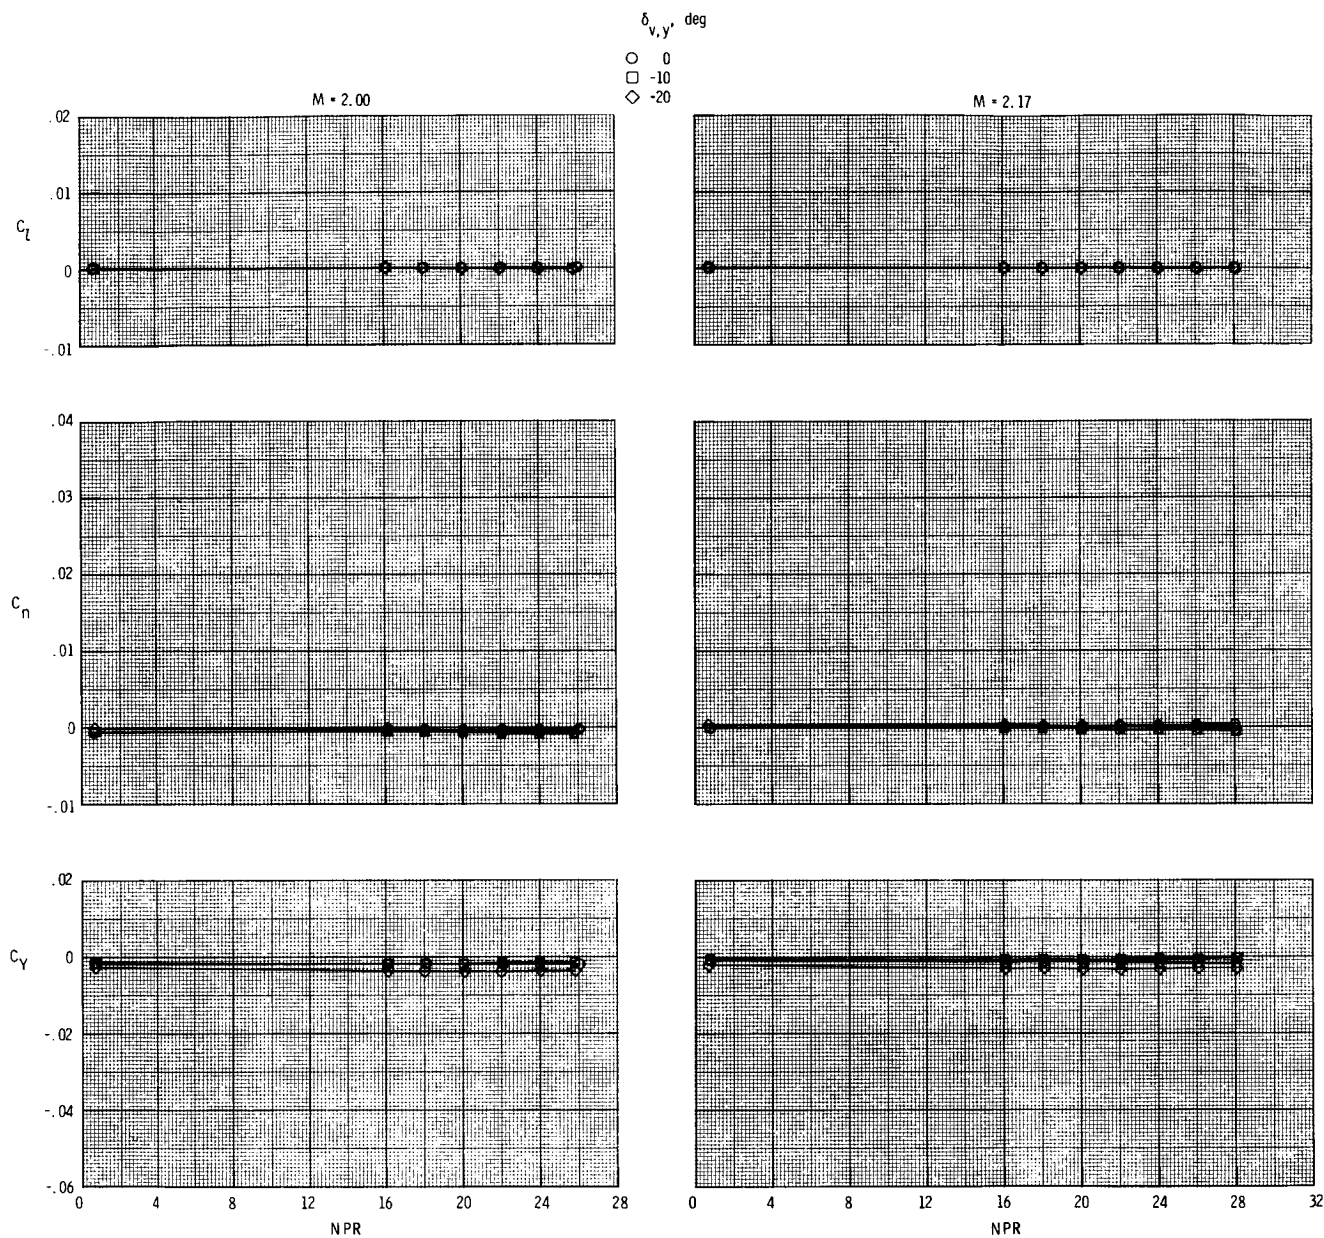 δv,y, deg
○ 0
□ -10
◇ -20
M = 2.00
M = 2.17
.02
.01
0
-.01
Cl
.04
.03
.02
.01
0
-.01
Cn
.02
0
-.02
-.04
-.06
CY
0 4 8 12 16 20 24 28
0 4 8 12 16 20 24 28 32
NPR
NPR